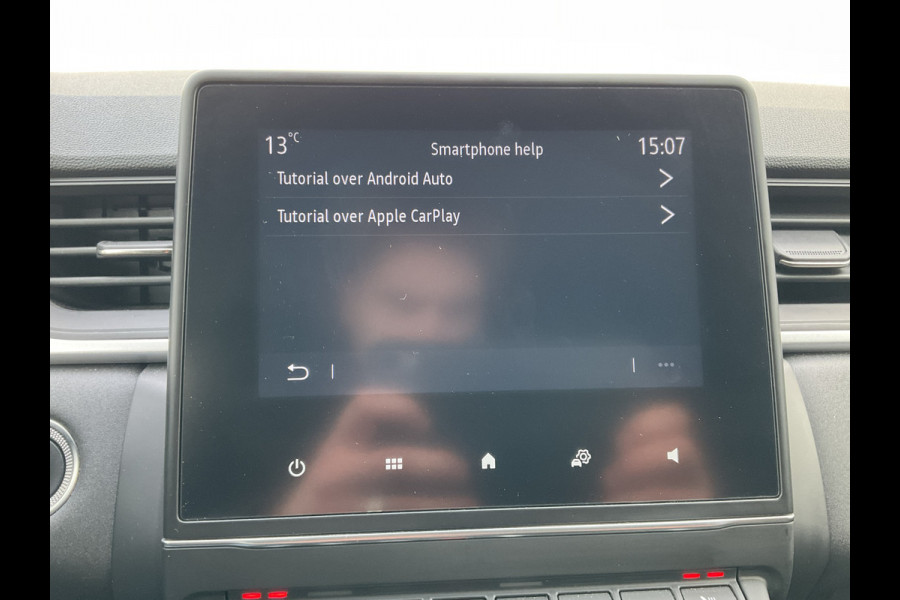 13°C Smartphone help 15:07
Tutorial over Android Auto
Tutorial over Apple CarPlay